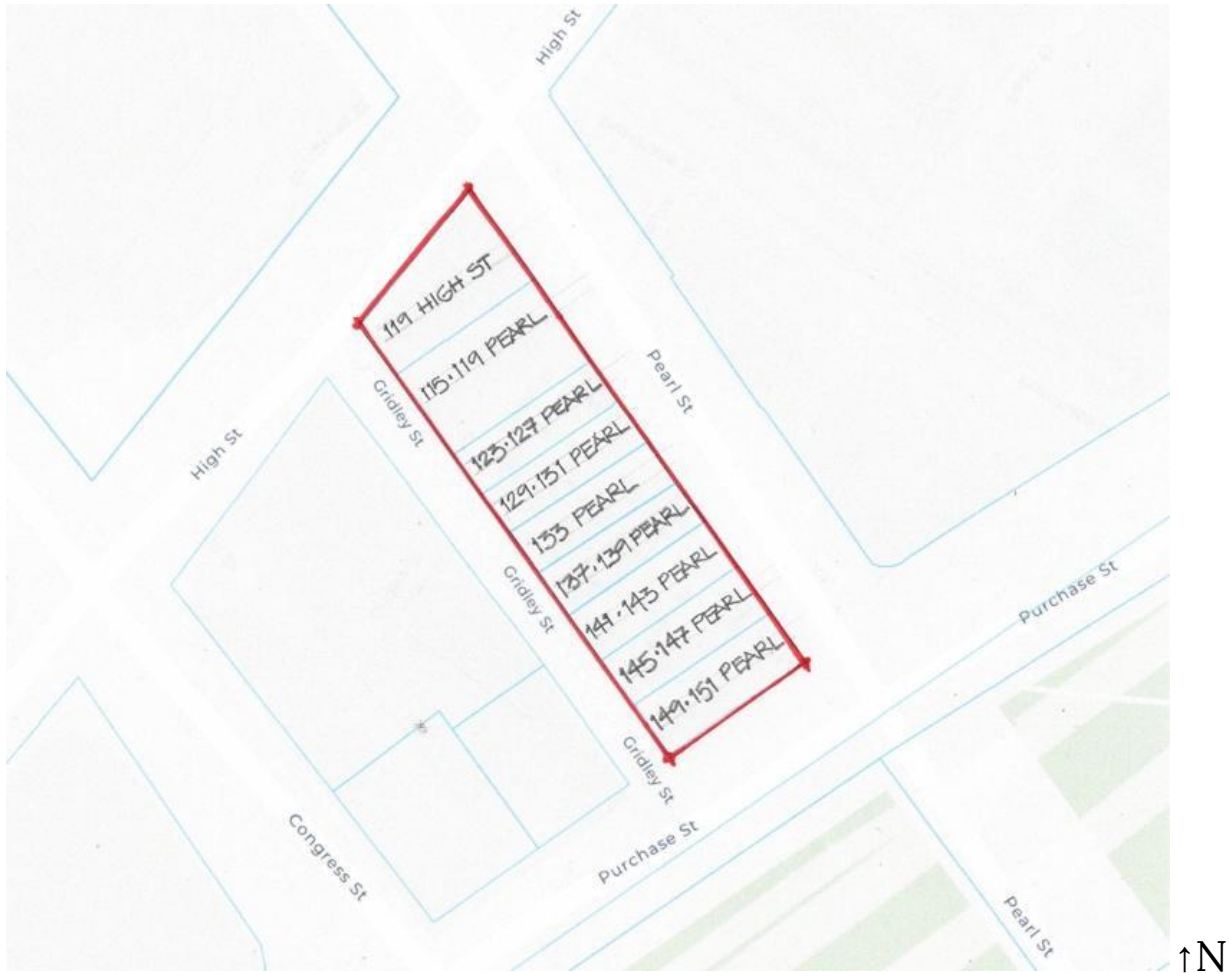 High St
119 HIGH ST
115·119 PEARL
Pearl St
Gridley St
123·127 PEARL
High St
129·131 PEARL
133 PEARL
137·139 PEARL
Gridley St
141·143 PEARL
Purchase St
145·147 PEARL
149·151 PEARL
Gridley St
Purchase St
Congress St
Pearl St
↑N